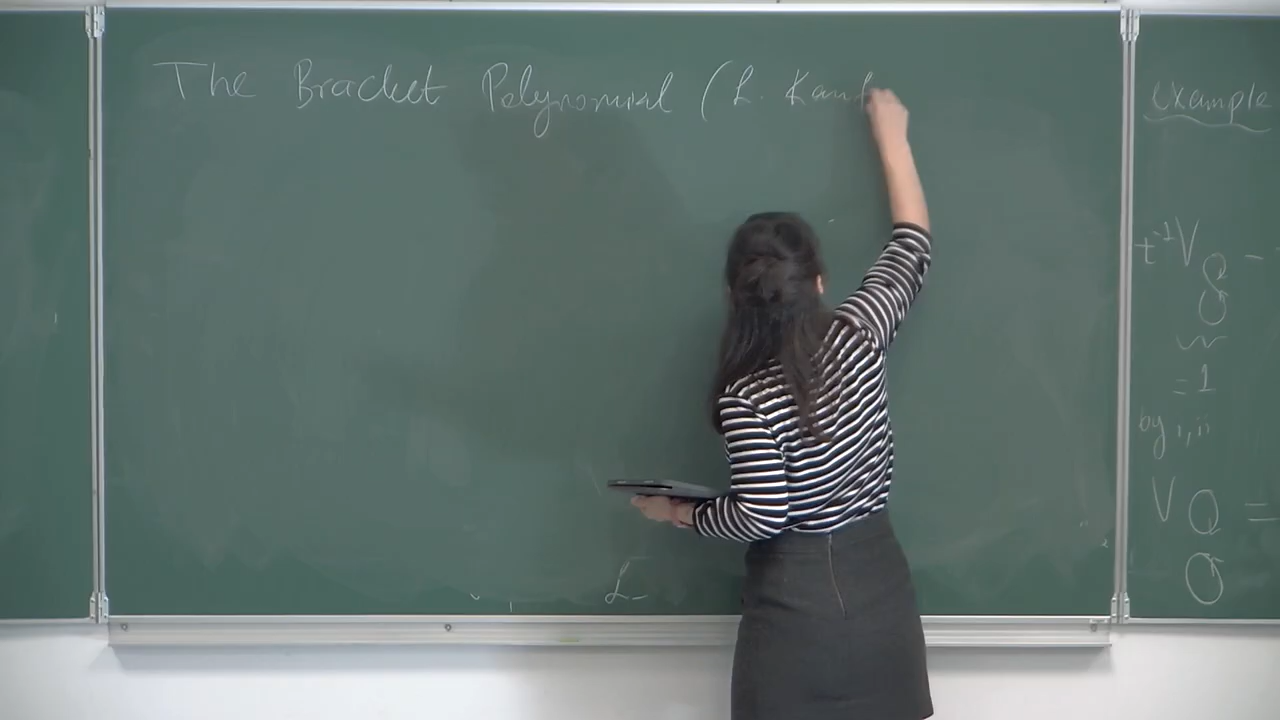 The Bracket Polynomial (L. Kauf
L-
example
t⁻¹V -
= 1
by i, ii
V =